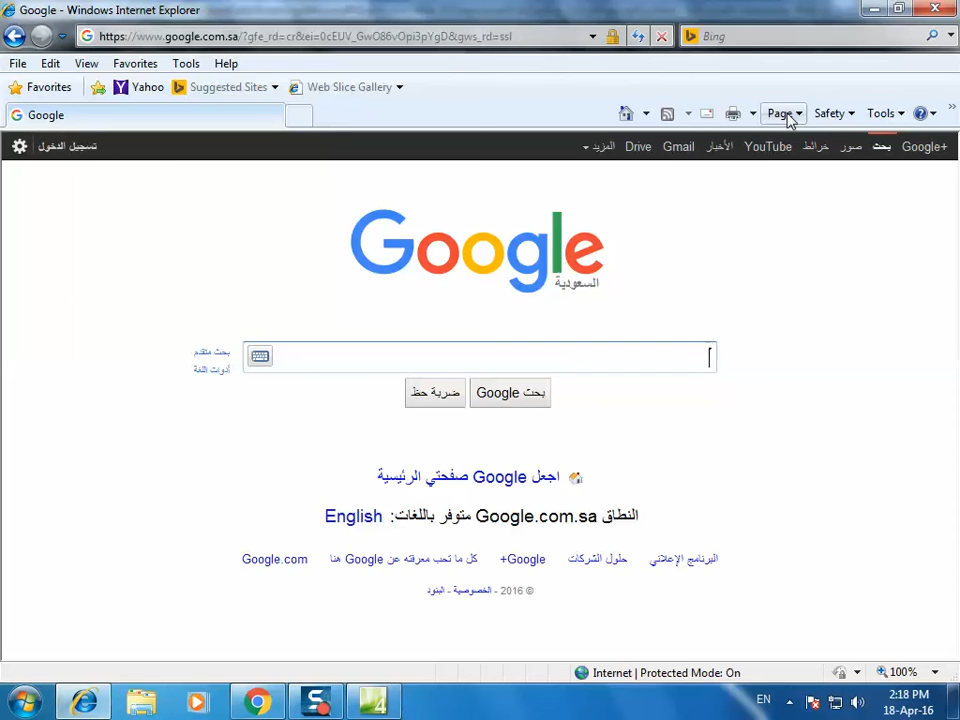 Google - Windows Internet Explorer
https://www.google.com.sa/?gfe_rd=cr&ei=0cEUV_GwO86vOpi3pYgD&gws_rd=ssl
Bing
File Edit View Favorites Tools Help
Favorites Yahoo Suggested Sites Web Slice Gallery
Google
Page Safety Tools
Google+ بحث صور خرائط YouTube الأخبار Gmail Drive المزيد تسجيل الدخول
Google
السعودية
بحث متقدم
أدوات اللغة
بحث Google ضربة حظ
اجعل Google صفحتي الرئيسية
النطاق Google.com.sa متوفر باللغات: English
البرنامج الإعلاني حلول الشركات Google+ كل ما تحب معرفته عن Google هنا Google.com
© 2016 - الخصوصية - البنود
Internet | Protected Mode: On 100%
EN 2:18 PM
18-Apr-16